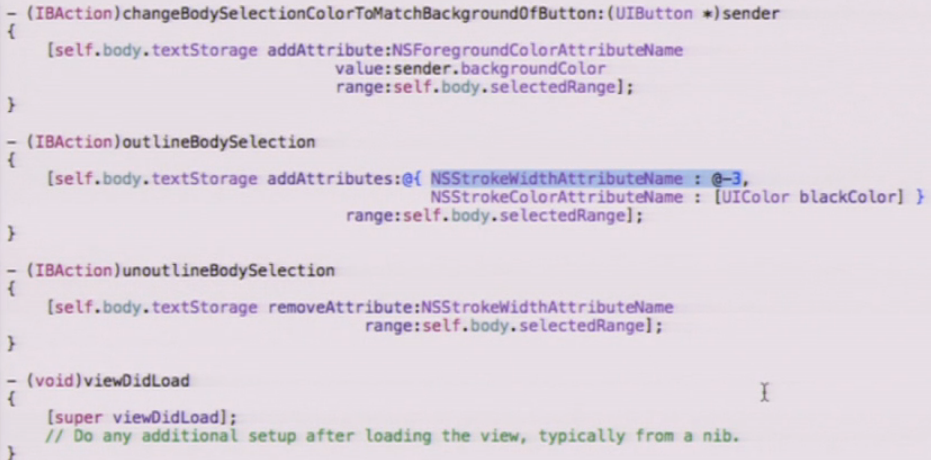 - (IBAction)changeBodySelectionColorToMatchBackgroundOfButton:(UIButton *)sender
{
[self.body.textStorage addAttribute:NSForegroundColorAttributeName
value:sender.backgroundColor
range:self.body.selectedRange];
}
- (IBAction)outlineBodySelection
{
[self.body.textStorage addAttributes:@{ NSStrokeWidthAttributeName : @-3,
NSStrokeColorAttributeName : [UIColor blackColor] }
range:self.body.selectedRange];
}
- (IBAction)unoutlineBodySelection
{
[self.body.textStorage removeAttribute:NSStrokeWidthAttributeName
range:self.body.selectedRange];
}
- (void)viewDidLoad
{
[super viewDidLoad];
// Do any additional setup after loading the view, typically from a nib.
}